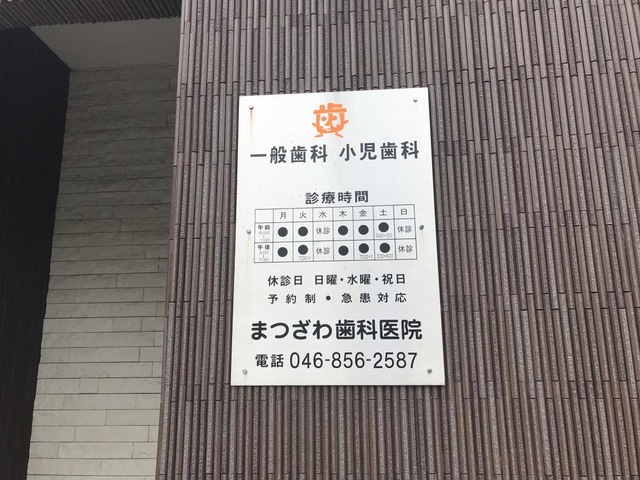 歯
一般歯科 小児歯科
診療時間
月 火 水 木 金 土 日
午前 ● ● 休診 ● ● ● 休診
午後 ● ● 休診 ● ● ● 休診
休診日 日曜・水曜・祝日
予約制 ● 急患対応
まつざわ歯科医院
電話 046-856-2587